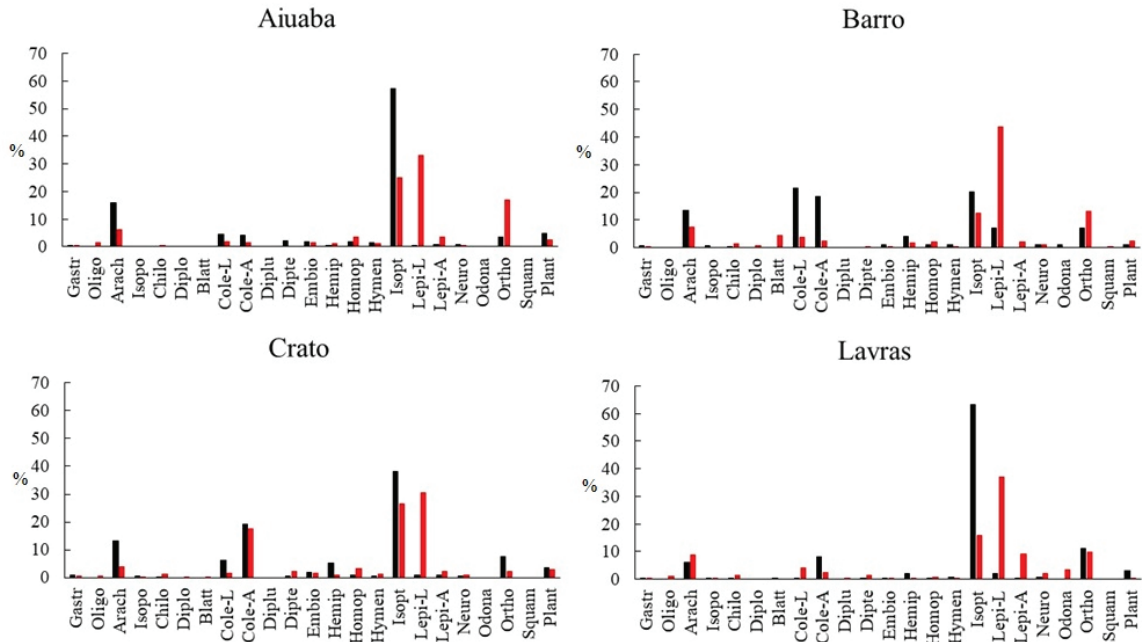 Aiuaba
70
60
50
40
30
20
10
0
%
Gastr
Oligo
Arach
Isopo
Chilo
Diplo
Blatt
Cole-L
Cole-A
Diplu
Dipte
Embio
Hemip
Homop
Hymen
Isopt
Lepi-L
Lepi-A
Neuro
Odona
Ortho
Squam
Plant
Barro
70
60
50
40
30
20
10
0
%
Gastr
Oligo
Arach
Isopo
Chilo
Diplo
Blatt
Cole-L
Cole-A
Diplu
Dipte
Embio
Hemip
Homop
Hymen
Isopt
Lepi-L
Lepi-A
Neuro
Odona
Ortho
Squam
Plant
Crato
70
60
50
40
30
20
10
0
%
Gastr
Oligo
Arach
Isopo
Chilo
Diplo
Blatt
Cole-L
Cole-A
Diplu
Dipte
Embio
Hemip
Homop
Hymen
Isopt
Lepi-L
Lepi-A
Neuro
Odona
Ortho
Squam
Plant
Lavras
70
60
50
40
30
20
10
0
%
Gastr
Oligo
Arach
Isopo
Chilo
Diplo
Blatt
Cole-L
Cole-A
Diplu
Dipte
Embio
Hemip
Homop
Hymen
Isopt
Lepi-L
Lepi-A
Neuro
Odona
Ortho
Squam
Plant